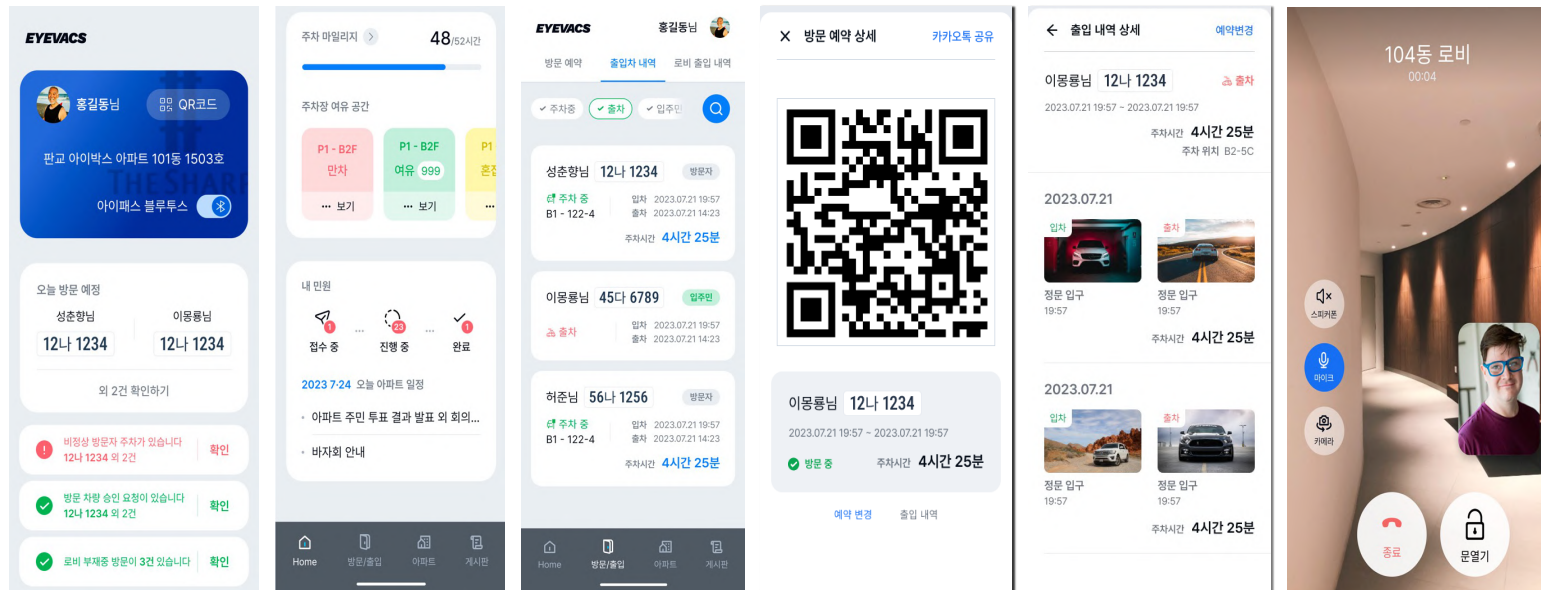 EYEVACS
홍길동님
QR코드
판교 아이박스 아파트 101동 1503호
THE SHARP
아이패스 블루투스
오늘 방문 예정
성춘향님
이몽룡님
12나 1234
12나 1234
외 2건 확인하기
비정상 방문자 주차가 있습니다
12나 1234 외 2건
확인
방문 차량 승인 요청이 있습니다
12나 1234 외 2건
확인
로비 부재중 방문이 3건 있습니다
확인
주차 마일리지
48/52시간
주차장 여유 공간
P1 - B2F
만차
··· 보기
P1 - B2F
여유 999
··· 보기
P1
혼잡
···
내 민원
1
23
1
접수 중
진행 중
완료
2023 7·24 오늘 아파트 일정
· 아파트 주민 투표 결과 발표 외 회의...
· 바자회 안내
Home
방문/출입
아파트
게시판
EYEVACS
홍길동님
방문 예약
출입차 내역
로비 출입 내역
주차중
출차
입주민
성춘향님 12나 1234 방문자
주차 중
B1 - 122-4
입차 2023.07.21 19:57
출차 2023.07.21 14:23
주차시간 4시간 25분
이몽룡님 45다 6789 입주민
출차
입차 2023.07.21 19:57
출차 2023.07.21 14:23
허준님 56나 1256 방문자
주차 중
B1 - 122-4
입차 2023.07.21 19:57
출차 2023.07.21 14:23
주차시간 4시간 25분
Home
방문/출입
아파트
게시판
방문 예약 상세
카카오톡 공유
이몽룡님 12나 1234
2023.07.21 19:57 ~ 2023.07.21 19:57
방문 중
주차시간 4시간 25분
예약 변경
출입 내역
출입 내역 상세
예약변경
이몽룡님 12나 1234
출차
2023.07.21 19:57 ~ 2023.07.21 19:57
주차시간 4시간 25분
주차 위치 B2-5C
2023.07.21
입차
출차
정문 입구
19:57
정문 입구
19:57
주차시간 4시간 25분
2023.07.21
입차
출차
정문 입구
19:57
정문 입구
19:57
주차시간 4시간 25분
104동 로비
00:04
스피커폰
마이크
카메라
종료
문열기